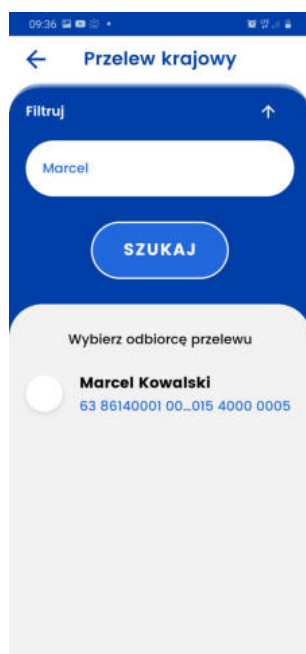 09:36
Przelew krajowy
Filtruj
Marcel
SZUKAJ
Wybierz odbiorcę przelewu
Marcel Kowalski
63 86140001 00...015 4000 0005